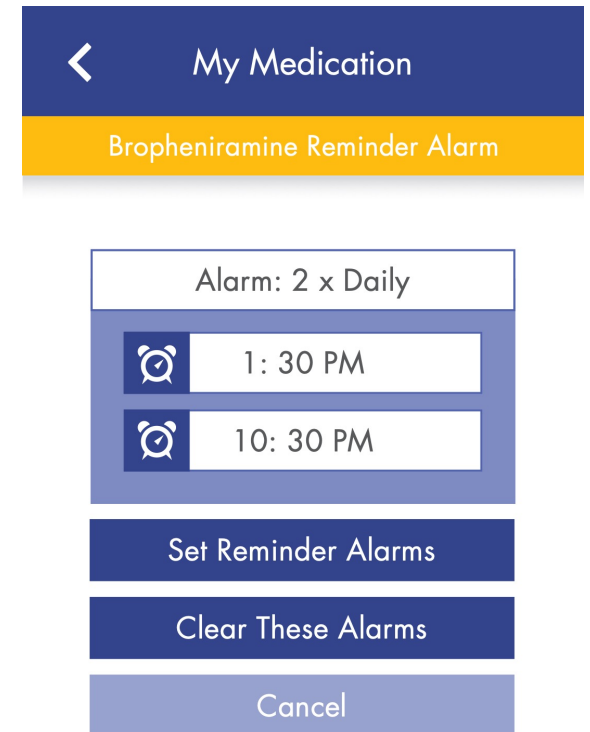 My Medication
Bropheniramine Reminder Alarm
Alarm: 2 x Daily
1: 30 PM
10: 30 PM
Set Reminder Alarms
Clear These Alarms
Cancel